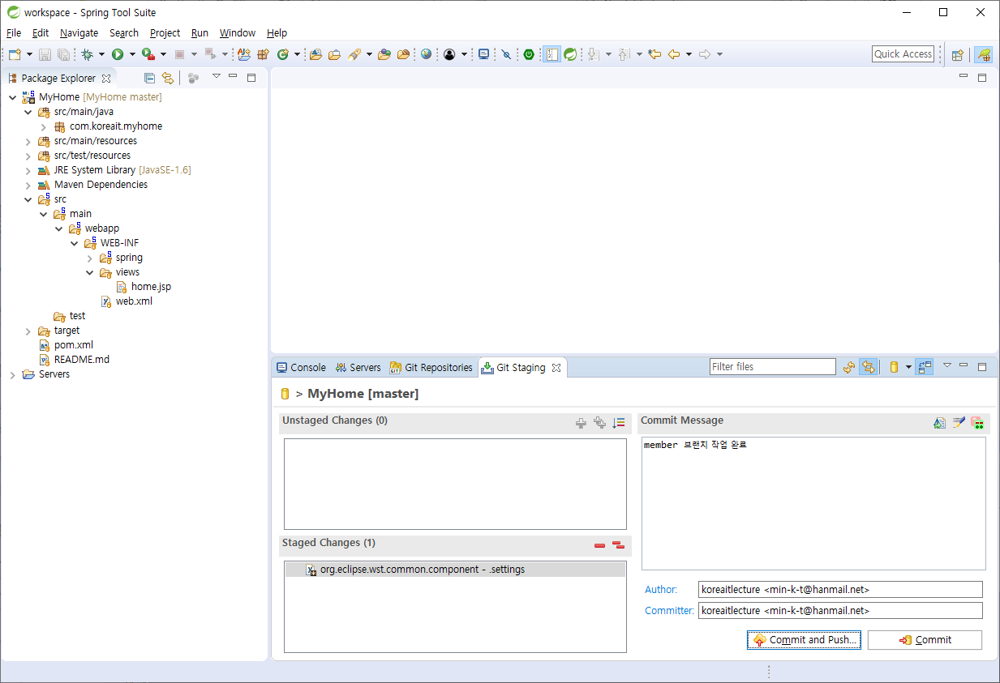 workspace - Spring Tool Suite
File Edit Navigate Search Project Run Window Help
Quick Access
Package Explorer
MyHome [MyHome master]
src/main/java
com.koreait.myhome
src/main/resources
src/test/resources
JRE System Library [JavaSE-1.6]
Maven Dependencies
src
main
webapp
WEB-INF
spring
views
home.jsp
web.xml
test
target
pom.xml
README.md
Servers
Console Servers Git Repositories Git Staging Filter files
> MyHome [master]
Unstaged Changes (0)
Staged Changes (1)
org.eclipse.wst.common.component - .settings
Commit Message
member 브랜치 작업 완료
Author: koreaitlecture <min-k-t@hanmail.net>
Committer: koreaitlecture <min-k-t@hanmail.net>
Commit and Push... Commit